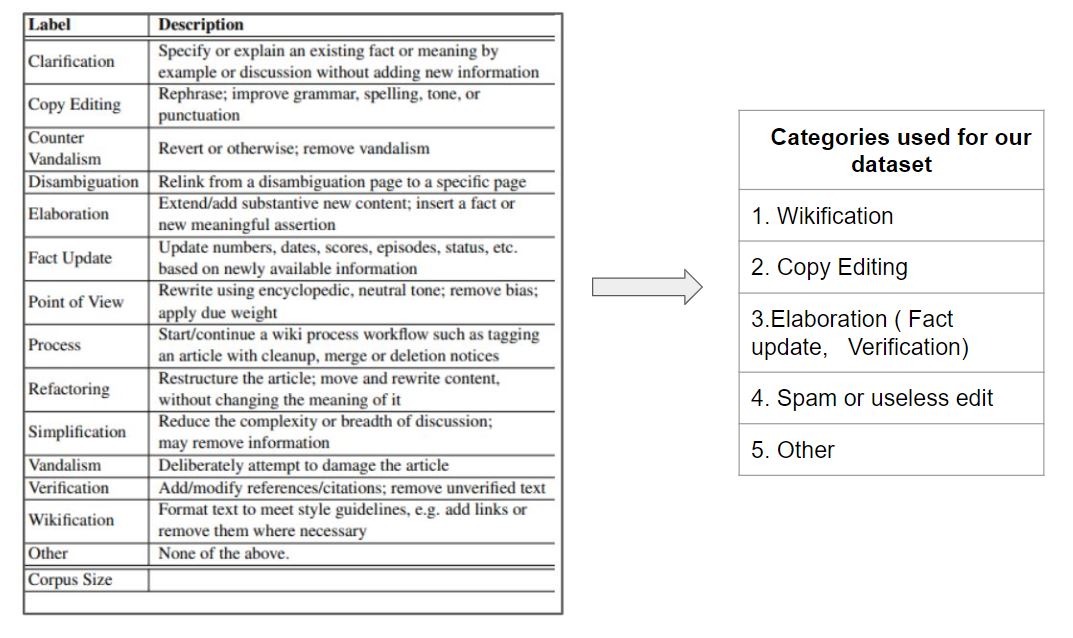 Label Description
Clarification Specify or explain an existing fact or meaning by
example or discussion without adding new information
Copy Editing Rephrase; improve grammar, spelling, tone, or
punctuation
Counter
Vandalism Revert or otherwise; remove vandalism
Disambiguation Relink from a disambiguation page to a specific page
Elaboration Extend/add substantive new content; insert a fact or
new meaningful assertion
Fact Update Update numbers, dates, scores, episodes, status, etc.
based on newly available information
Point of View Rewrite using encyclopedic, neutral tone; remove bias;
apply due weight
Process Start/continue a wiki process workflow such as tagging
an article with cleanup, merge or deletion notices
Refactoring Restructure the article; move and rewrite content,
without changing the meaning of it
Simplification Reduce the complexity or breadth of discussion;
may remove information
Vandalism Deliberately attempt to damage the article
Verification Add/modify references/citations; remove unverified text
Wikification Format text to meet style guidelines, e.g. add links or
remove them where necessary
Other None of the above.
Corpus Size
Categories used for our
dataset
1. Wikification
2. Copy Editing
3.Elaboration ( Fact
update, Verification)
4. Spam or useless edit
5. Other